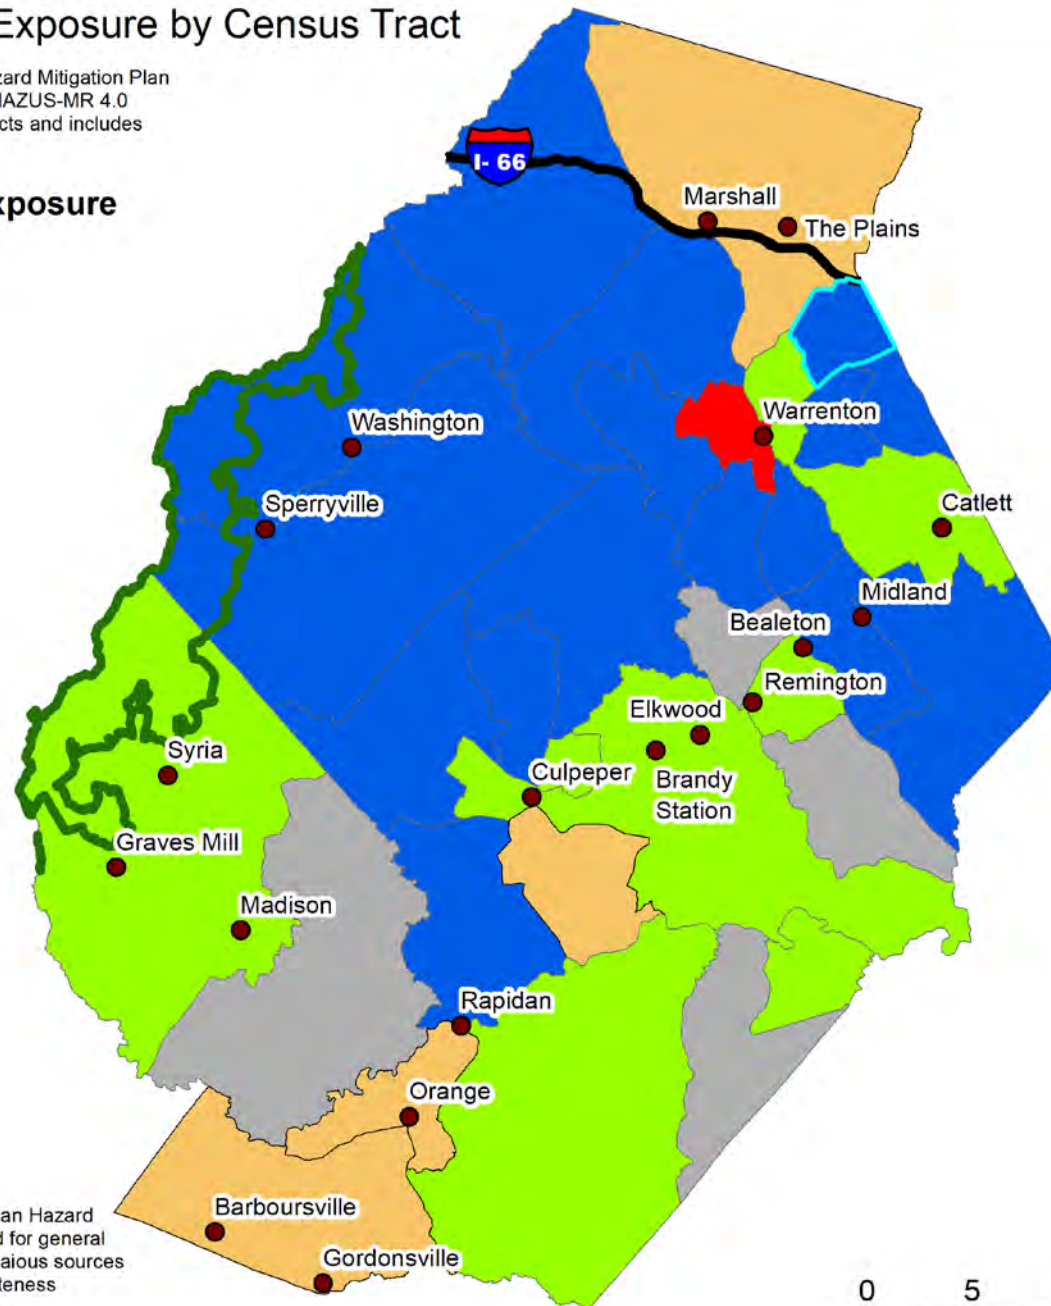 Exposure by Census Tract
zard Mitigation Plan
HAZUS-MR 4.0
cts and includes
xposure
I- 66
Marshall
The Plains
Warrenton
Washington
Catlett
Sperryville
Midland
Bealeton
Remington
Elkwood
Syria
Culpeper
Brandy
Station
Graves Mill
Madison
Rapidan
Orange
Barboursville
Gordonsville
an Hazard
d for general
aious sources
teness
0 5